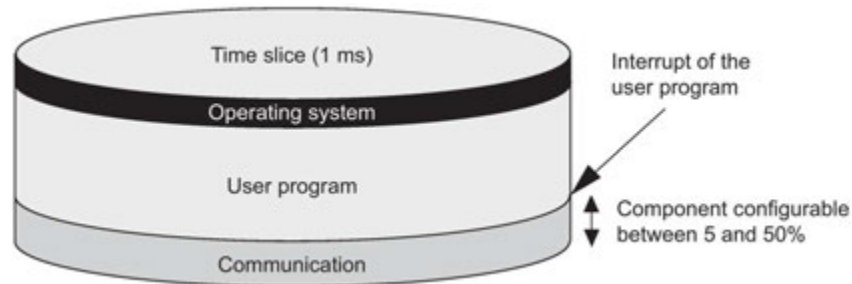 Time slice (1 ms)
Interrupt of the
user program
Operating system
User program
Component configurable
between 5 and 50%
Communication